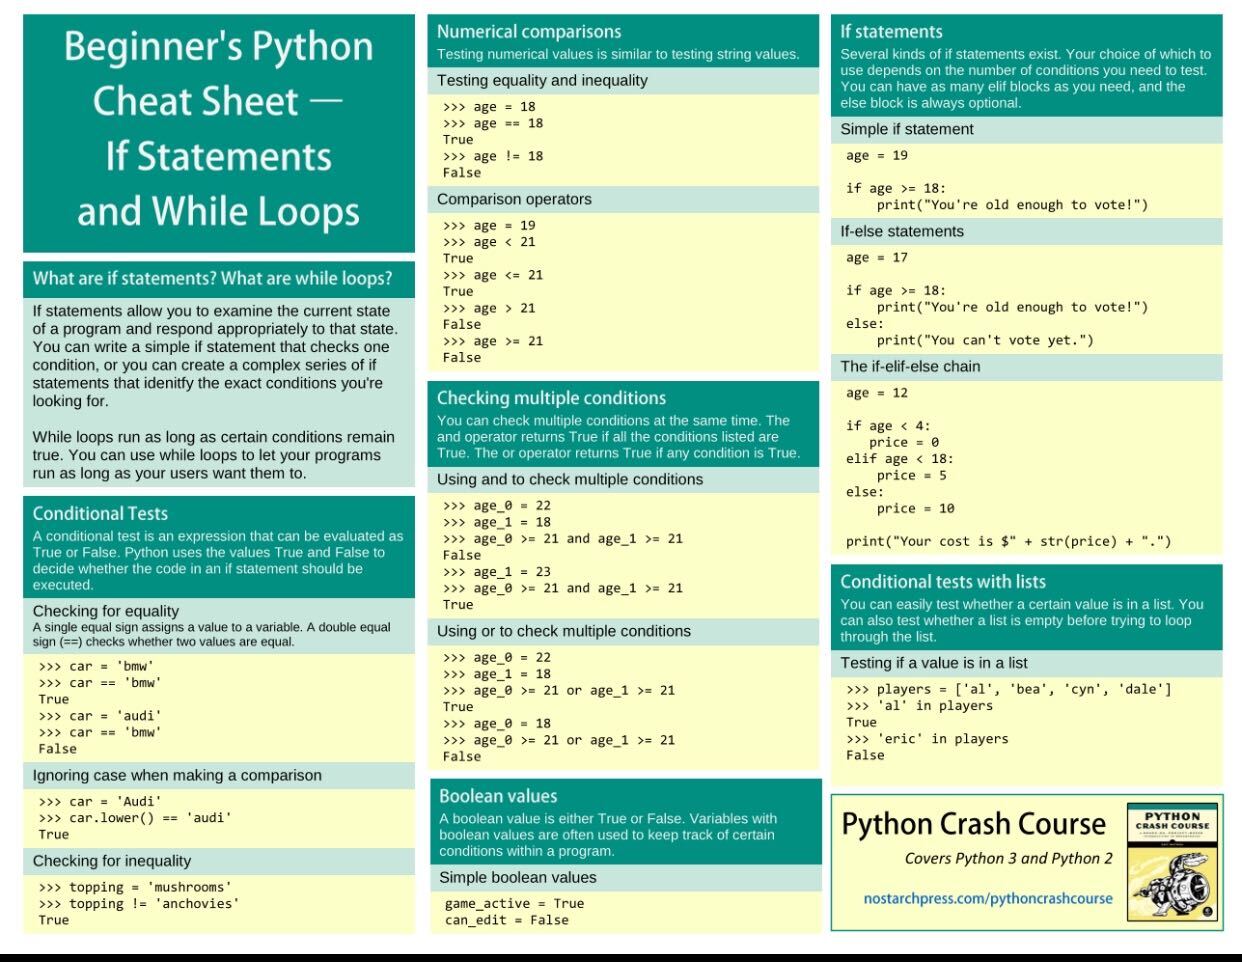 Beginner's Python
Cheat Sheet —
If Statements
and While Loops
What are if statements? What are while loops?
If statements allow you to examine the current state
of a program and respond appropriately to that state.
You can write a simple if statement that checks one
condition, or you can create a complex series of if
statements that idenitfy the exact conditions you're
looking for.
While loops run as long as certain conditions remain
true. You can use while loops to let your programs
run as long as your users want them to.
Conditional Tests
A conditional test is an expression that can be evaluated as
True or False. Python uses the values True and False to
decide whether the code in an if statement should be
executed.
Checking for equality
A single equal sign assigns a value to a variable. A double equal
sign (==) checks whether two values are equal.
>>> car = 'bmw'
>>> car == 'bmw'
True
>>> car = 'audi'
>>> car == 'bmw'
False
Ignoring case when making a comparison
>>> car = 'Audi'
>>> car.lower() == 'audi'
True
Checking for inequality
>>> topping = 'mushrooms'
>>> topping != 'anchovies'
True
Numerical comparisons
Testing numerical values is similar to testing string values.
Testing equality and inequality
>>> age = 18
>>> age == 18
True
>>> age != 18
False
Comparison operators
>>> age = 19
>>> age < 21
True
>>> age <= 21
True
>>> age > 21
False
>>> age >= 21
False
Checking multiple conditions
You can check multiple conditions at the same time. The
and operator returns True if all the conditions listed are
True. The or operator returns True if any condition is True.
Using and to check multiple conditions
>>> age_0 = 22
>>> age_1 = 18
>>> age_0 >= 21 and age_1 >= 21
False
>>> age_1 = 23
>>> age_0 >= 21 and age_1 >= 21
True
Using or to check multiple conditions
>>> age_0 = 22
>>> age_1 = 18
>>> age_0 >= 21 or age_1 >= 21
True
>>> age_0 = 18
>>> age_0 >= 21 or age_1 >= 21
False
Boolean values
A boolean value is either True or False. Variables with
boolean values are often used to keep track of certain
conditions within a program.
Simple boolean values
game_active = True
can_edit = False
If statements
Several kinds of if statements exist. Your choice of which to
use depends on the number of conditions you need to test.
You can have as many elif blocks as you need, and the
else block is always optional.
Simple if statement
age = 19
if age >= 18:
    print("You're old enough to vote!")
If-else statements
age = 17
if age >= 18:
    print("You're old enough to vote!")
else:
    print("You can't vote yet.")
The if-elif-else chain
age = 12
if age < 4:
   price = 0
elif age < 18:
    price = 5
else:
    price = 10
print("Your cost is $" + str(price) + ".")
Conditional tests with lists
You can easily test whether a certain value is in a list. You
can also test whether a list is empty before trying to loop
through the list.
Testing if a value is in a list
>>> players = ['al', 'bea', 'cyn', 'dale']
>>> 'al' in players
True
>>> 'eric' in players
False
Python Crash Course
Covers Python 3 and Python 2
nostarchpress.com/pythoncrashcourse
PYTHON
CRASH COURSE